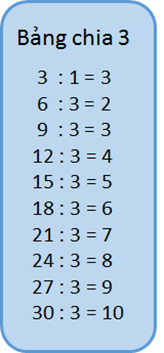 Bảng chia 3
3 : 1 = 3
6 : 3 = 2
9 : 3 = 3
12 : 3 = 4
15 : 3 = 5
18 : 3 = 6
21 : 3 = 7
24 : 3 = 8
27 : 3 = 9
30 : 3 = 10